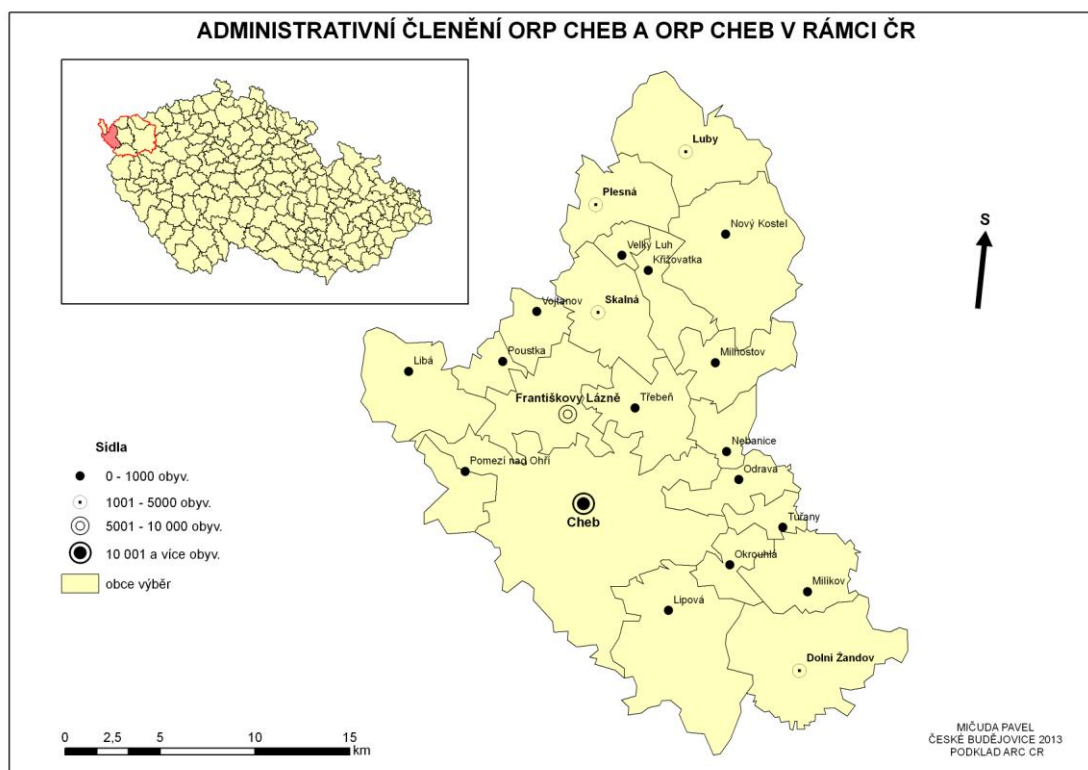 ADMINISTRATIVNÍ ČLENĚNÍ ORP CHEB A ORP CHEB V RÁMCI ČR
Luby
Plesná
Nový Kostel
S
Velký Luh
Křižovatka
Skalná
Vojtanov
Milhostov
Poustka
Libá
Františkovy Lázně
Třebeň
Nebanice
Pomezí nad Ohří
Odrava
Cheb
Tuřany
Okrouhlá
Milíkov
Lipová
Dolní Žandov
Sídla
0 - 1000 obyv.
1001 - 5000 obyv.
5001 - 10 000 obyv.
10 001 a více obyv.
obce výběr
0 2,5 5 10 15
km
MIČUDA PAVEL
ČESKÉ BUDĚJOVICE 2013
PODKLAD ARC CR